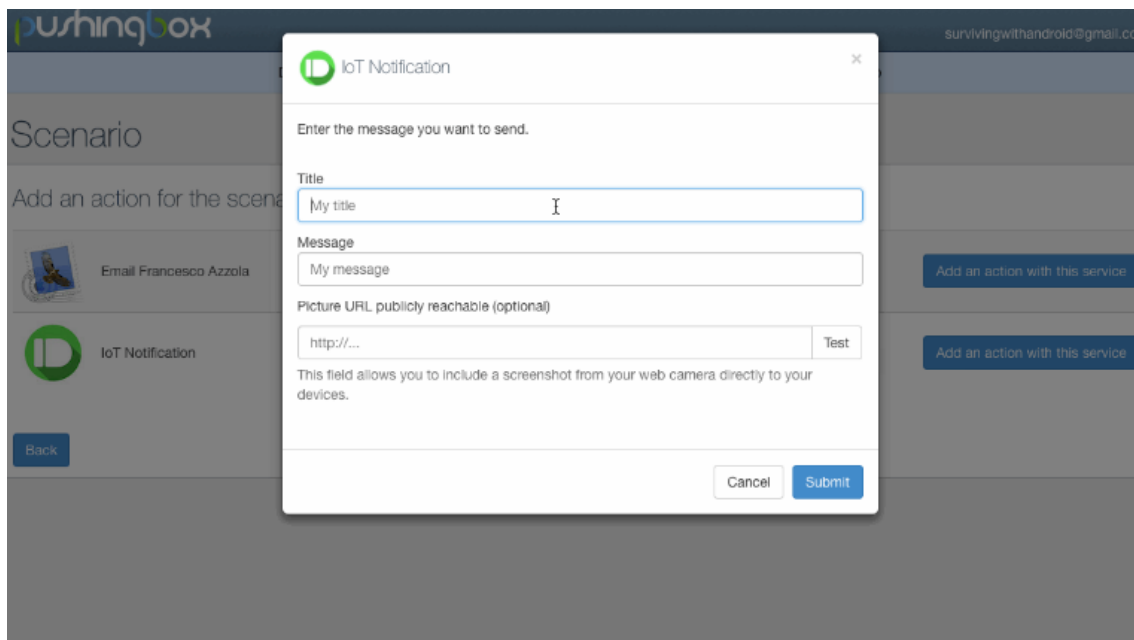 pushingbox
survivingwithandroid@gmail.co
IoT Notification
×
Scenario
Enter the message you want to send.
Title
My title
Add an action for the scena
Message
My message
Email Francesco Azzola
Add an action with this service
Picture URL publicly reachable (optional)
http://...
Test
IoT Notification
Add an action with this service
This field allows you to include a screenshot from your web camera directly to your
devices.
Back
Cancel
Submit